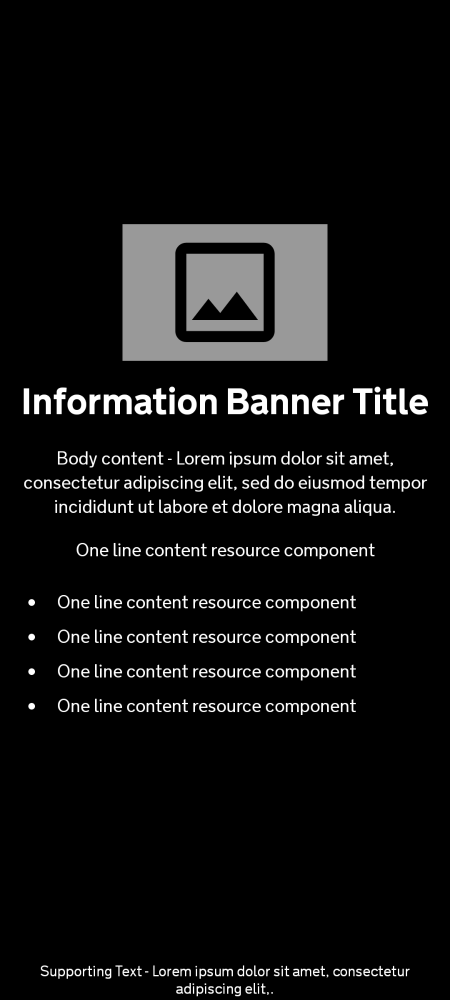 Information Banner Title
Body content - Lorem ipsum dolor sit amet,
consectetur adipiscing elit, sed do eiusmod tempor
incididunt ut labore et dolore magna aliqua.
One line content resource component
• One line content resource component
• One line content resource component
• One line content resource component
• One line content resource component
Supporting Text - Lorem ipsum dolor sit amet, consectetur
adipiscing elit,.